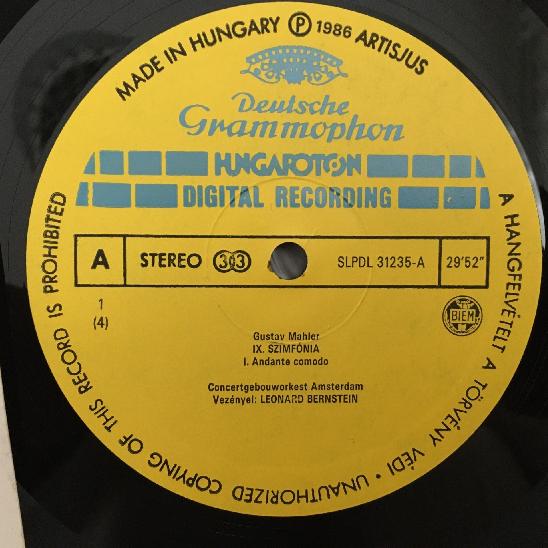 MADE IN HUNGARY Ⓟ 1986 ARTISJUS
Deutsche
Grammophon
HUNGAROTON
DIGITAL RECORDING
A
STEREO 33
SLPDL 31235-A
29'52"
1
(4)
BIEM
Gustav Mahler
IX. SZIMFÓNIA
I. Andante comodo
Concertgebouworkest Amsterdam
Vezényel: LEONARD BERNSTEIN
A HANGFELVÉTELT A TÖRVÉNY VÉDI • UNAUTHORIZED COPYING OF THIS RECORD IS PROHIBITED